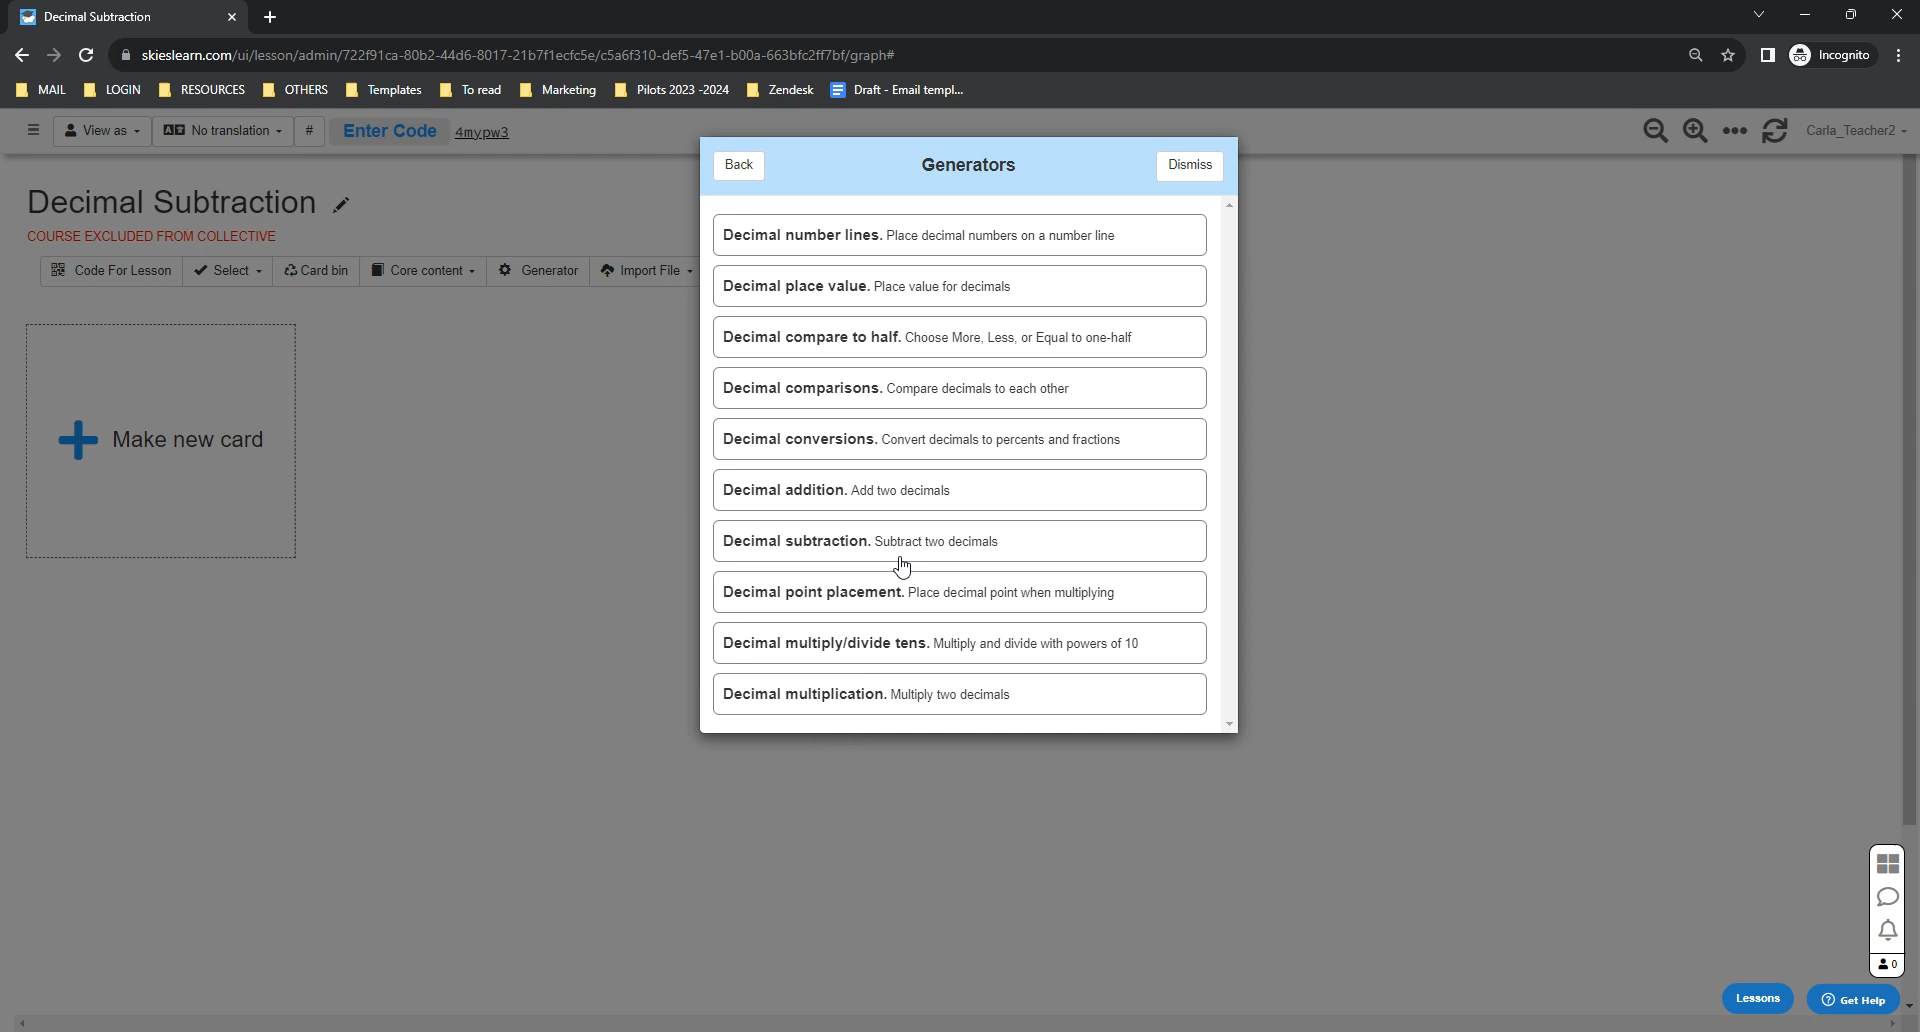 Decimal Subtraction
skieslearn.com/ui/lesson/admin/722f91ca-80b2-44d6-8017-21b7f1ecfc5e/c5a6f310-def5-47e1-b00a-663bfc2ff7bf/graph#
Incognito
MAIL LOGIN RESOURCES OTHERS Templates To read Marketing Pilots 2023 -2024 Zendesk Draft - Email templ...
View as No translation # Enter Code 4mypw3
Carla_Teacher2
Back Generators Dismiss
Decimal Subtraction
COURSE EXCLUDED FROM COLLECTIVE
Code For Lesson Select Card bin Core content Generator Import File
Make new card
Decimal number lines. Place decimal numbers on a number line
Decimal place value. Place value for decimals
Decimal compare to half. Choose More, Less, or Equal to one-half
Decimal comparisons. Compare decimals to each other
Decimal conversions. Convert decimals to percents and fractions
Decimal addition. Add two decimals
Decimal subtraction. Subtract two decimals
Decimal point placement. Place decimal point when multiplying
Decimal multiply/divide tens. Multiply and divide with powers of 10
Decimal multiplication. Multiply two decimals
0
Lessons ? Get Help